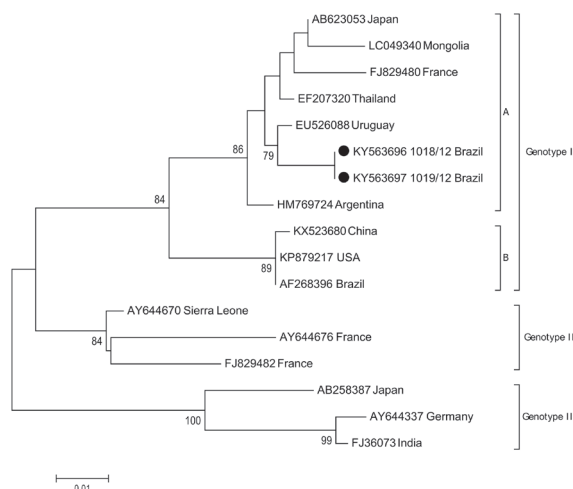 AB623053 Japan
LC049340 Mongolia
FJ829480 France
EF207320 Thailand
A
EU526088 Uruguay
86
79
KY563696 1018/12 Brazil
Genotype I
KY563697 1019/12 Brazil
84
HM769724 Argentina
KX523680 China
KP879217 USA
B
89
AF268396 Brazil
AY644670 Sierra Leone
84
AY644676 France
Genotype II
FJ829482 France
AB258387 Japan
100
AY644337 Germany
Genotype II
99
FJ36073 India
0.01